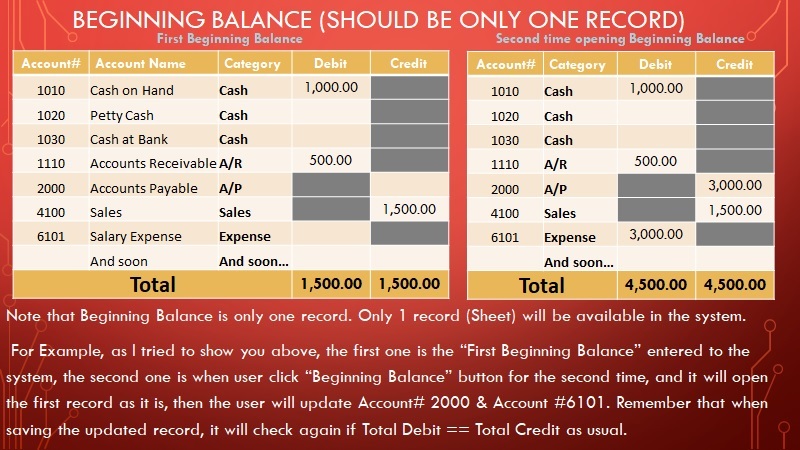 BEGINNING BALANCE (SHOULD BE ONLY ONE RECORD)
First Beginning Balance
Account# Account Name Category Debit Credit
1010 Cash on Hand Cash 1,000.00
1020 Petty Cash Cash
1030 Cash at Bank Cash
1110 Accounts Receivable A/R 500.00
2000 Accounts Payable A/P
4100 Sales Sales 1,500.00
6101 Salary Expense Expense
And soon And soon...
Total 1,500.00 1,500.00
Second time opening Beginning Balance
Account# Category Debit Credit
1010 Cash 1,000.00
1020 Cash
1030 Cash
1110 A/R 500.00
2000 A/P 3,000.00
4100 Sales 1,500.00
6101 Expense 3,000.00
And soon...
Total 4,500.00 4,500.00
Note that Beginning Balance is only one record. Only 1 record (Sheet) will be available in the system.
For Example, as I tried to show you above, the first one is the “First Beginning Balance” entered to the
system, the second one is when user click “Beginning Balance” button for the second time, and it will open
the first record as it is, then the user will update Account# 2000 & Account #6101. Remember that when
saving the updated record, it will check again if Total Debit == Total Credit as usual.